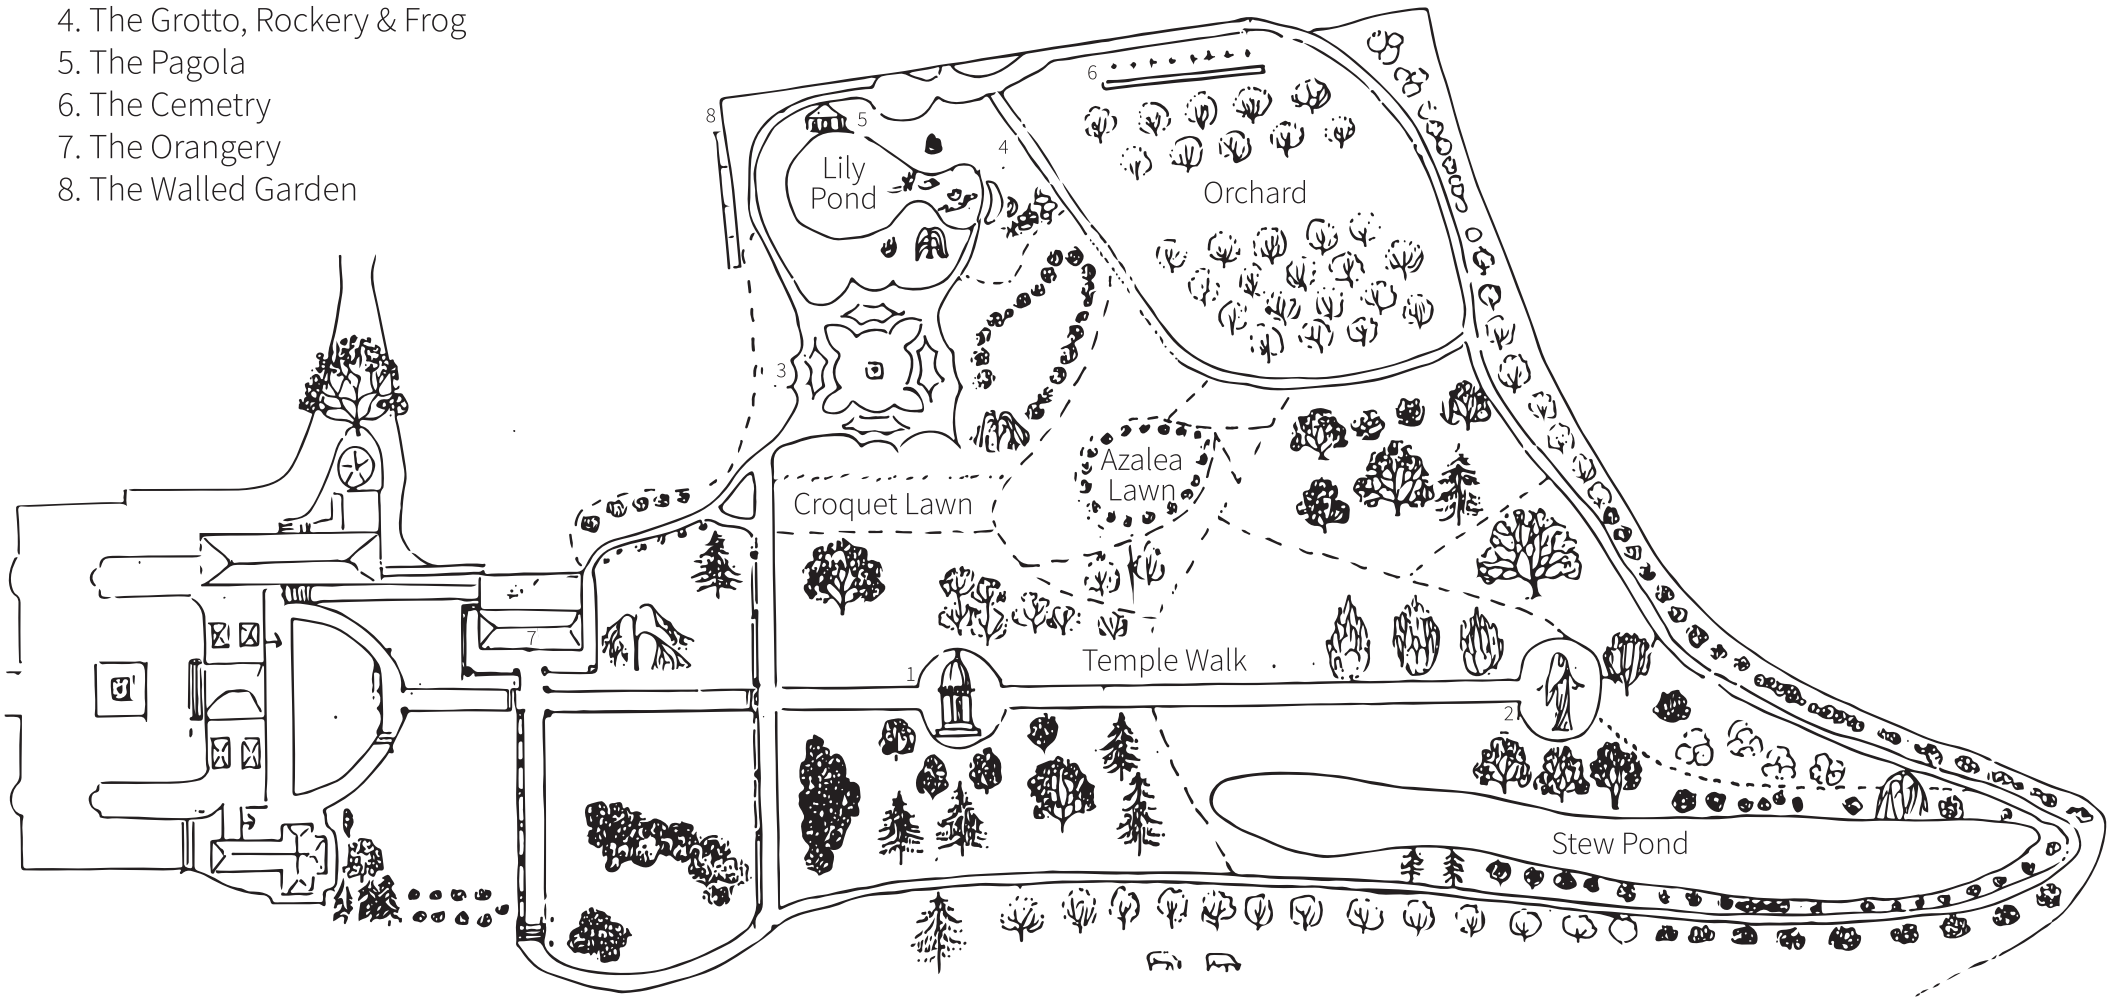 4. The Grotto, Rockery & Frog
5. The Pagola
6. The Cemetry
7. The Orangery
8. The Walled Garden
6
8
5
4
Lily
Pond
Orchard
3
Azalea
Lawn
Croquet Lawn
7
Temple Walk
1
2
Stew Pond